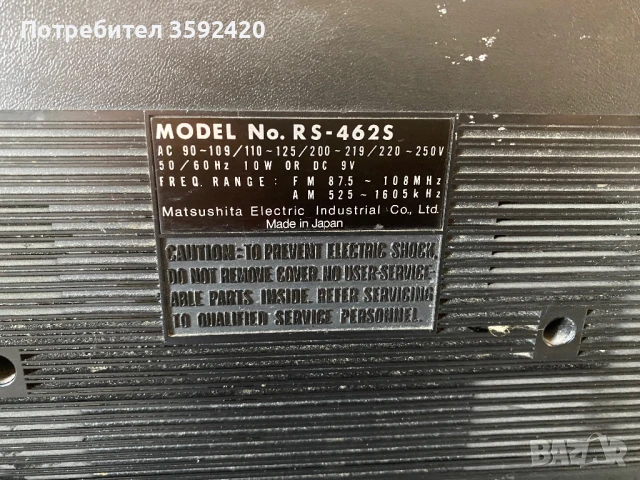 Потребител 3592420
MODEL No. RS-462S
AC 90~109/110~125/200~219/220~250V
50/60Hz 10W OR DC 9V
FREQ. RANGE : FM 87.5 ~ 108MHz
AM 525 ~ 1605kHz
Matsushita Electric Industrial Co., Ltd.
Made in Japan
CAUTION:-TO PREVENT ELECTRIC SHOCK,
DO NOT REMOVE COVER. NO USER-SERVICE-
ABLE PARTS INSIDE. REFER SERVICING
TO QUALIFIED SERVICE PERSONNEL.
BAZAR